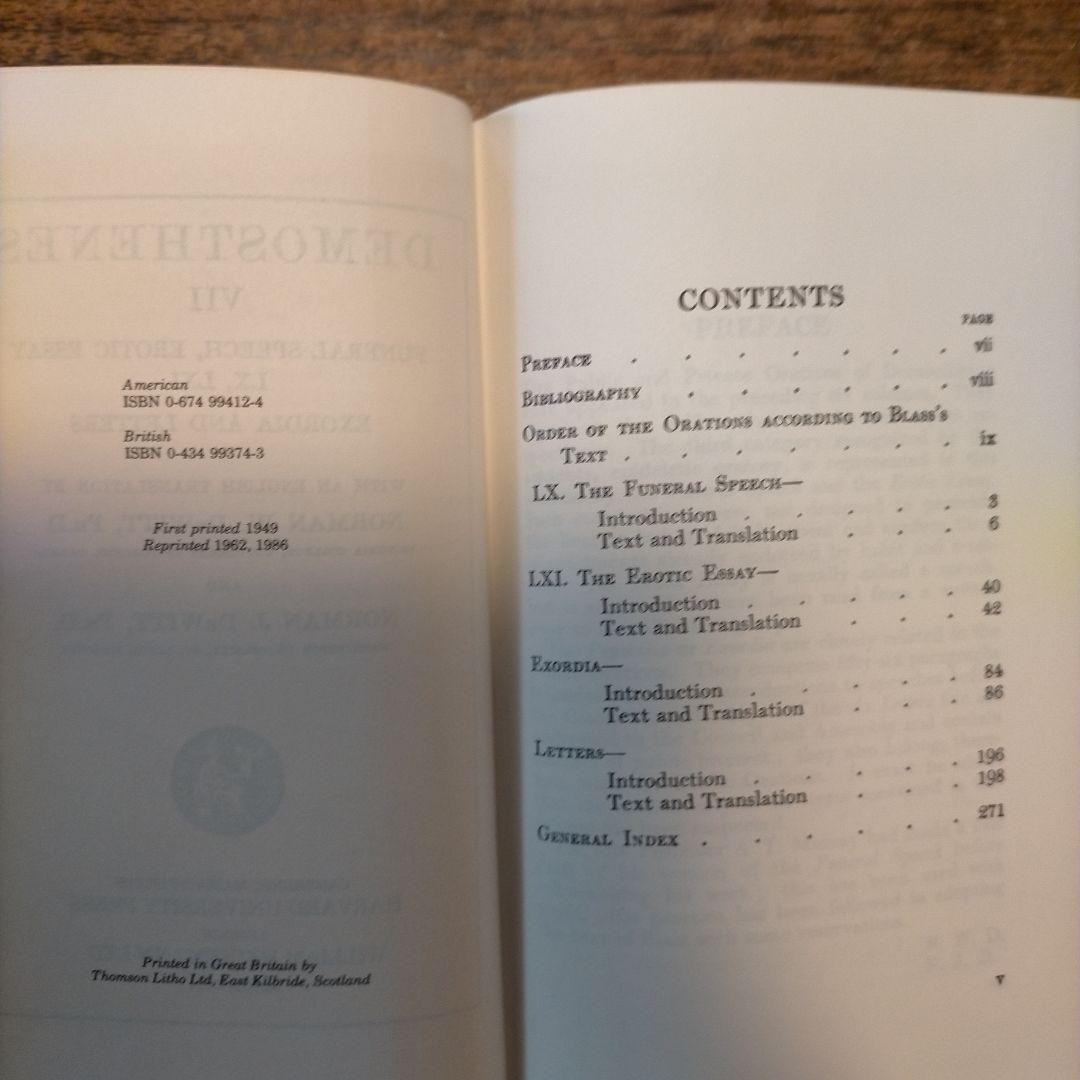 American
ISBN 0-674 99412-4
British
ISBN 0-434 99374-3
First printed 1949
Reprinted 1962, 1986
Printed in Great Britain by
Thomson Litho Ltd, East Kilbride, Scotland
CONTENTS
PAGE
PREFACE . . . . . . . vii
BIBLIOGRAPHY . . . . . . viii
ORDER OF THE ORATIONS ACCORDING TO BLASS'S
TEXT . . . . . . . ix
LX. THE FUNERAL SPEECH—
Introduction . . . . . 3
Text and Translation . . . 6
LXI. THE EROTIC ESSAY—
Introduction . . . . . 40
Text and Translation . . . 42
EXORDIA—
Introduction . . . . . 84
Text and Translation . . . 86
LETTERS—
Introduction . . . . . 196
Text and Translation . . . 198
GENERAL INDEX . . . . . . 271
v